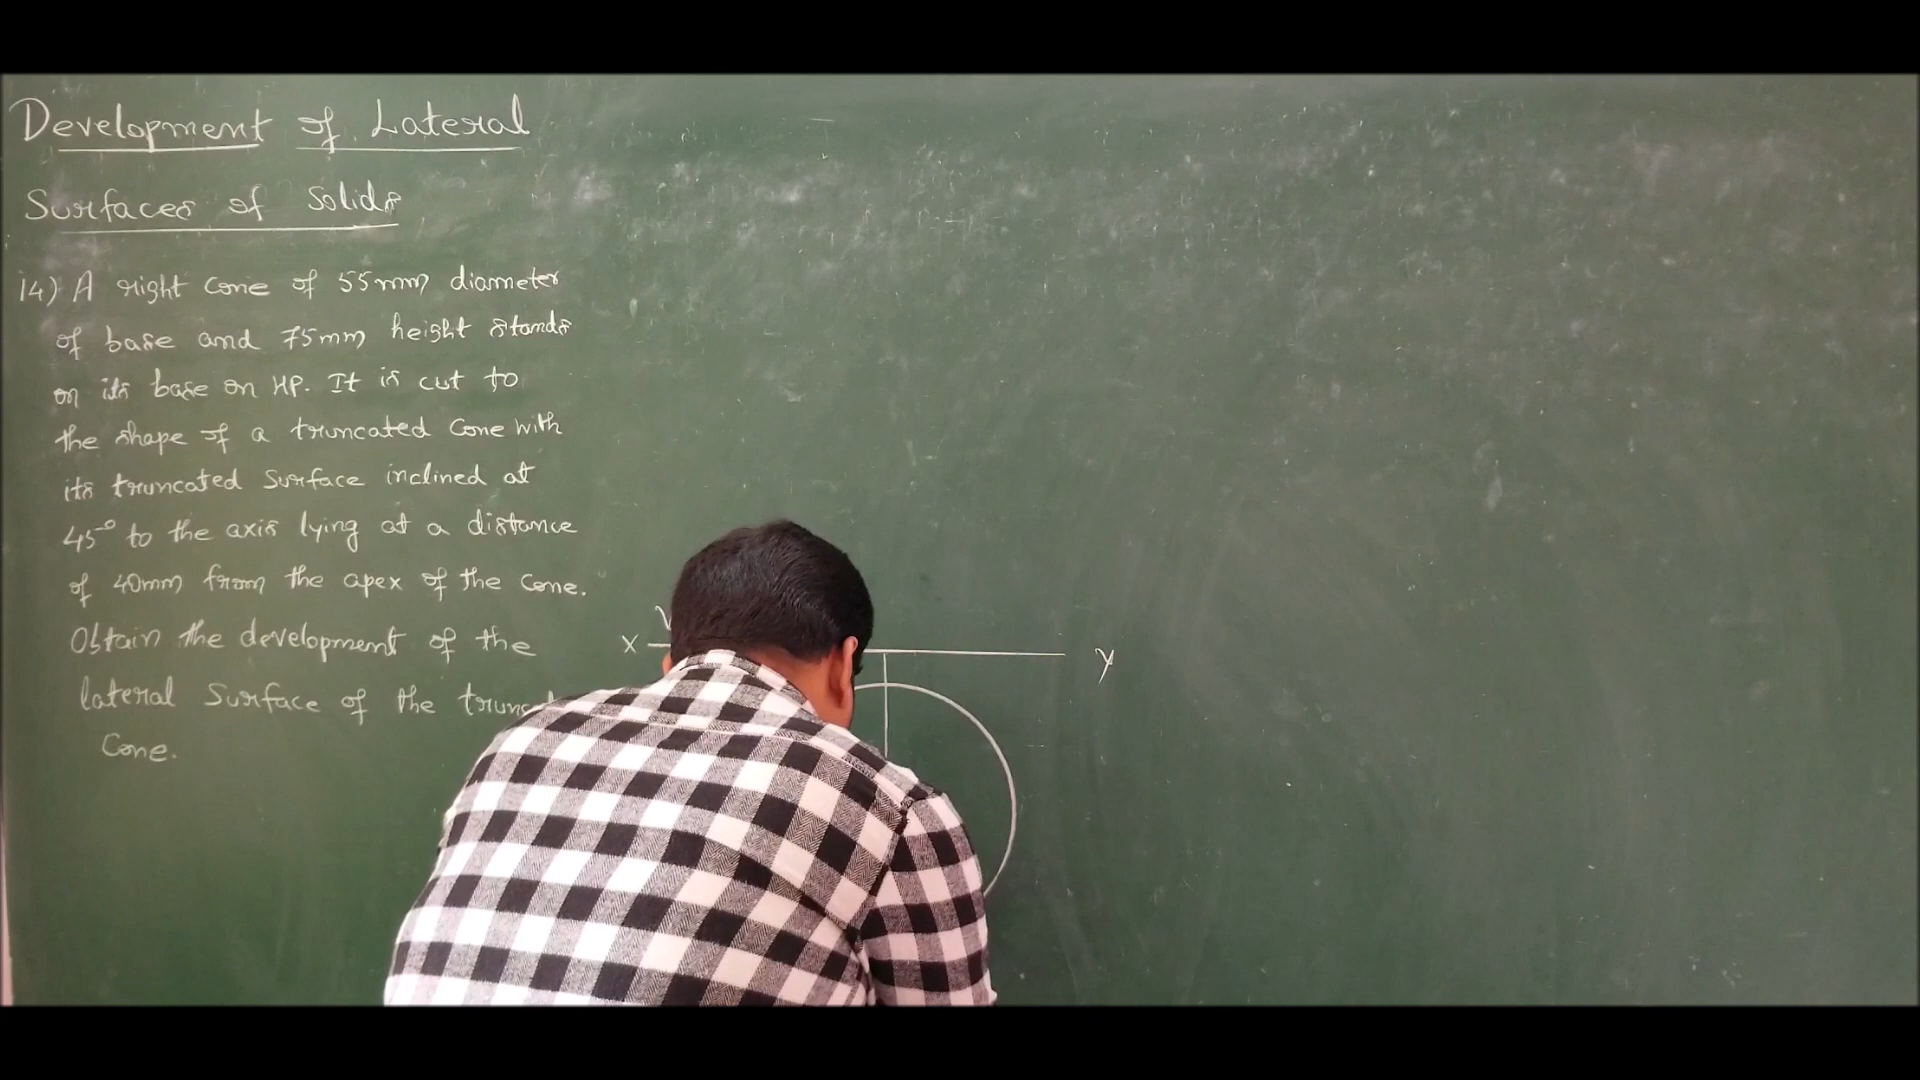 Development of Lateral
Surfaces of Solids
14) A right cone of 55mm diameter
of base and 75mm height stands
on its base on HP. It is cut to
the shape of a truncated cone with
its truncated surface inclined at
45° to the axis lying at a distance
of 40mm from the apex of the cone.
Obtain the development of the
lateral surface of the
Cone.
X
Y